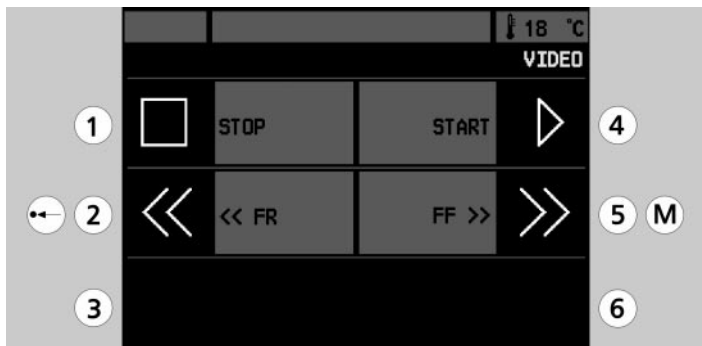 18 °C
VIDEO
1 STOP START 4
2 << FR FF >> 5 M
3 6